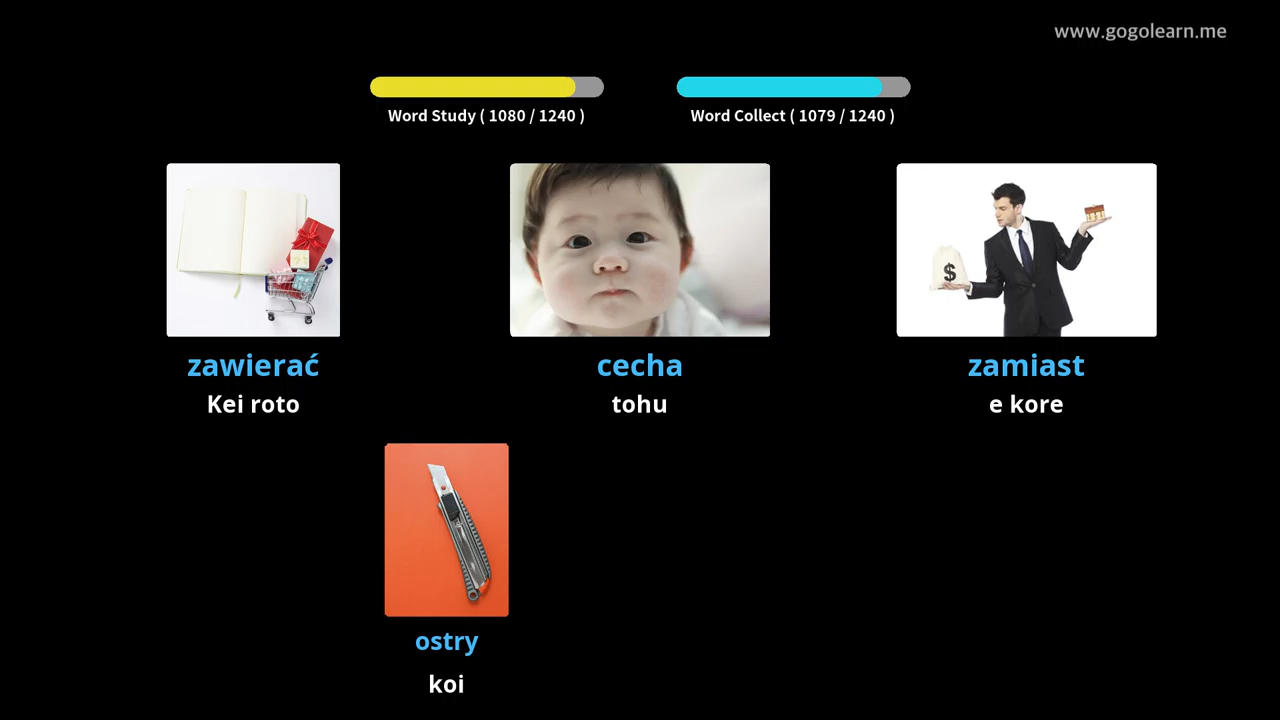 www.gogolearn.me
Word Study ( 1080 / 1240 )
Word Collect ( 1079 / 1240 )
zawierać
Kei roto
cecha
tohu
zamiast
e kore
$
ostry
koi